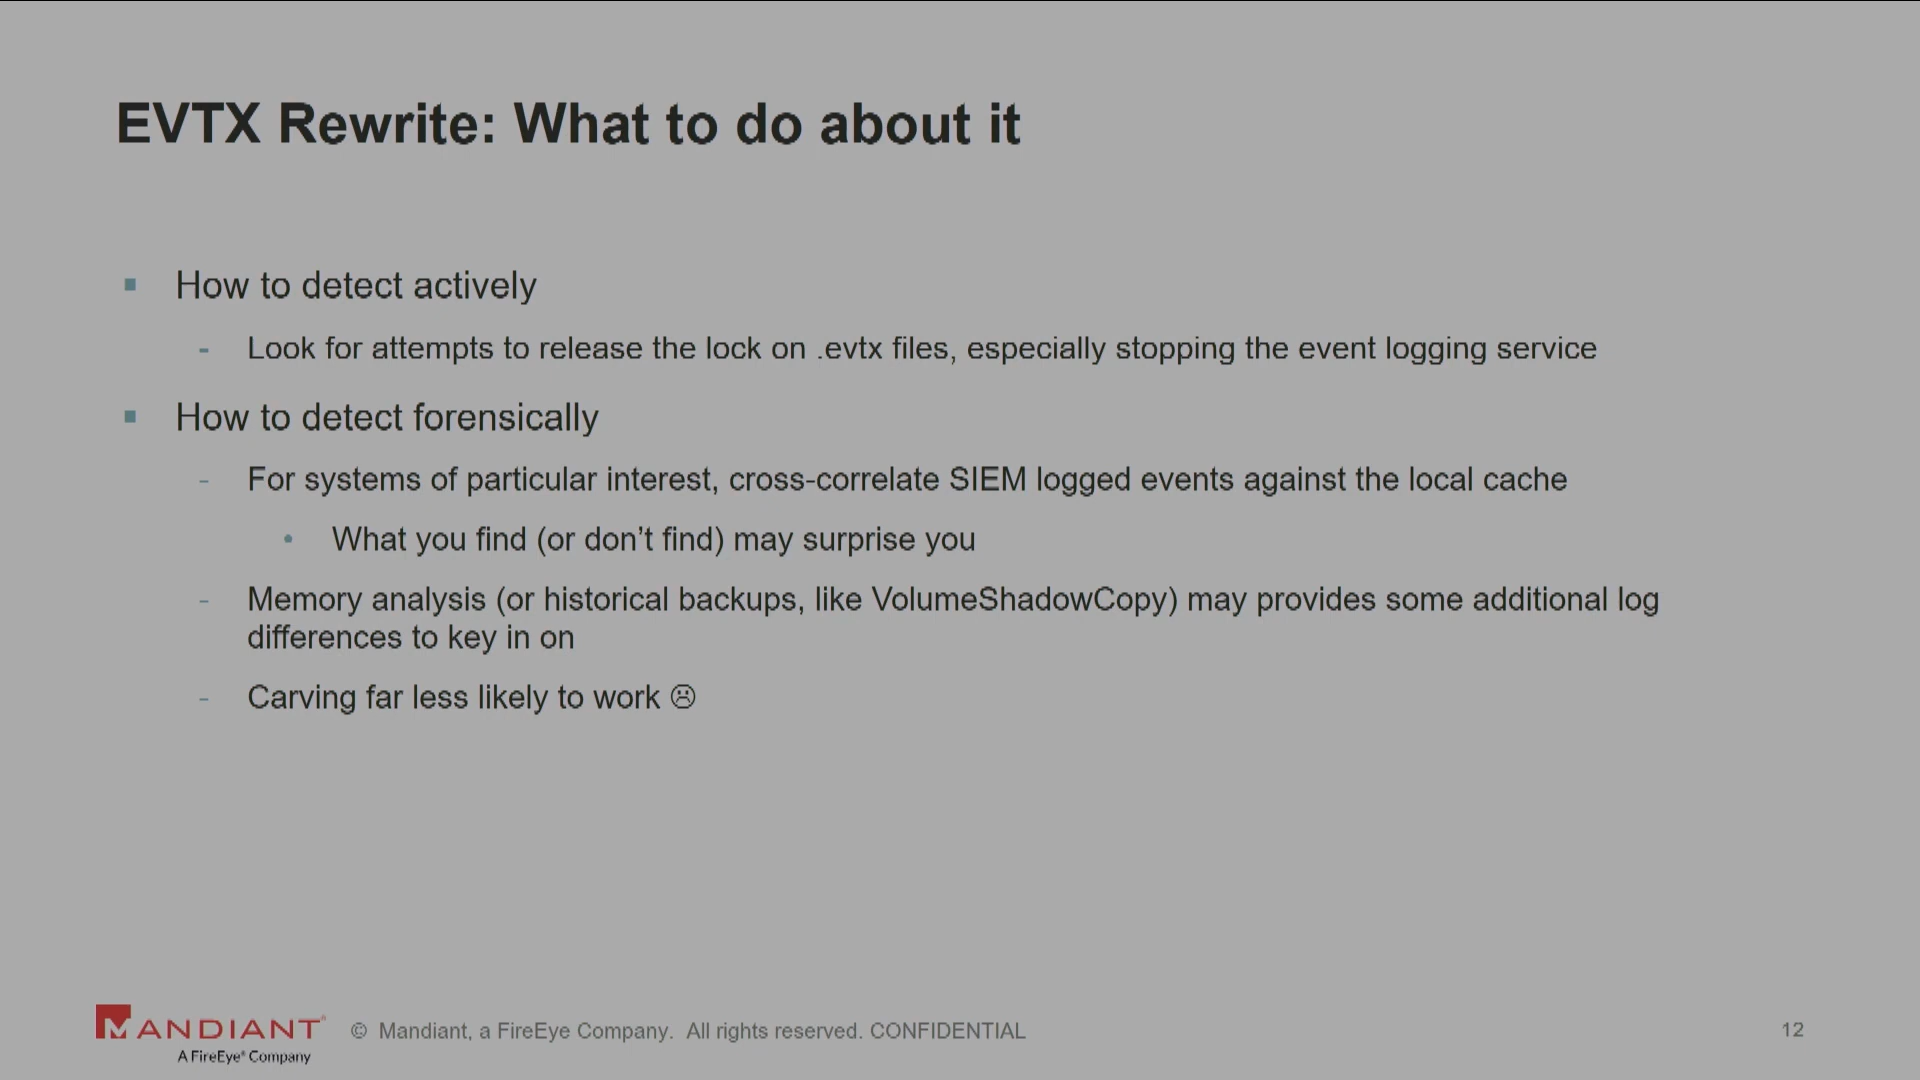 EVTX Rewrite: What to do about it
▪ How to detect actively
- Look for attempts to release the lock on .evtx files, especially stopping the event logging service
▪ How to detect forensically
- For systems of particular interest, cross-correlate SIEM logged events against the local cache
• What you find (or don’t find) may surprise you
- Memory analysis (or historical backups, like VolumeShadowCopy) may provides some additional log
differences to key in on
- Carving far less likely to work ☹
MANDIANT®
A FireEye® Company
© Mandiant, a FireEye Company. All rights reserved. CONFIDENTIAL
12